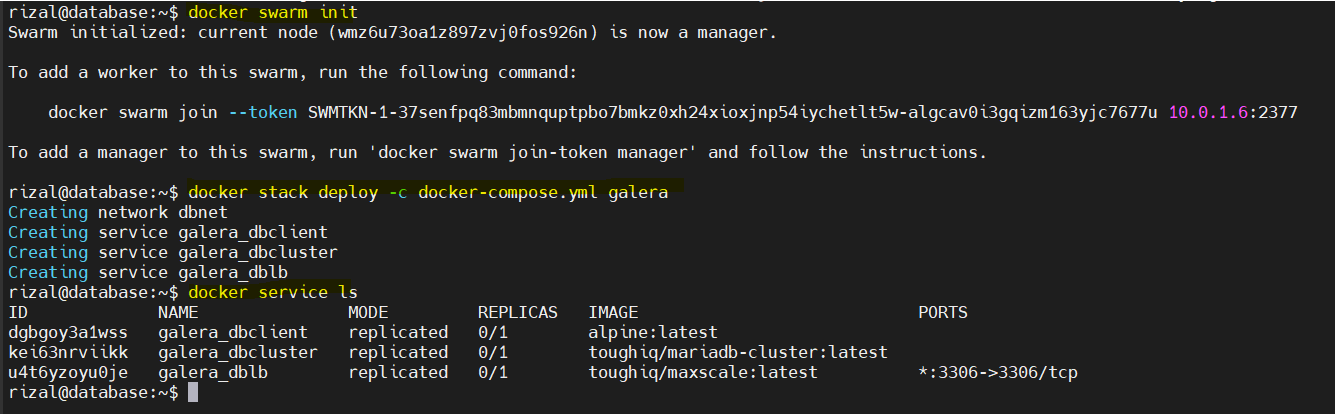 rizal@database:~$ docker swarm init
Swarm initialized: current node (wmz6u73oa1z897zvj0fos926n) is now a manager.
To add a worker to this swarm, run the following command:
docker swarm join --token SWMTKN-1-37senfpq83mbmnquptpbo7bmkz0xh24xioxjnp54iychetlt5w-algcav0i3gqizm163yjc7677u 10.0.1.6:2377
To add a manager to this swarm, run 'docker swarm join-token manager' and follow the instructions.
rizal@database:~$ docker stack deploy -c docker-compose.yml galera
Creating network dbnet
Creating service galera_dbclient
Creating service galera_dbcluster
Creating service galera_dblb
rizal@database:~$ docker service ls
ID NAME MODE REPLICAS IMAGE PORTS
dgbgoy3a1wss galera_dbclient replicated 0/1 alpine:latest
kei63nrviikk galera_dbcluster replicated 0/1 toughiq/mariadb-cluster:latest
u4t6yzoyu0je galera_dblb replicated 0/1 toughiq/maxscale:latest *:3306->3306/tcp
rizal@database:~$